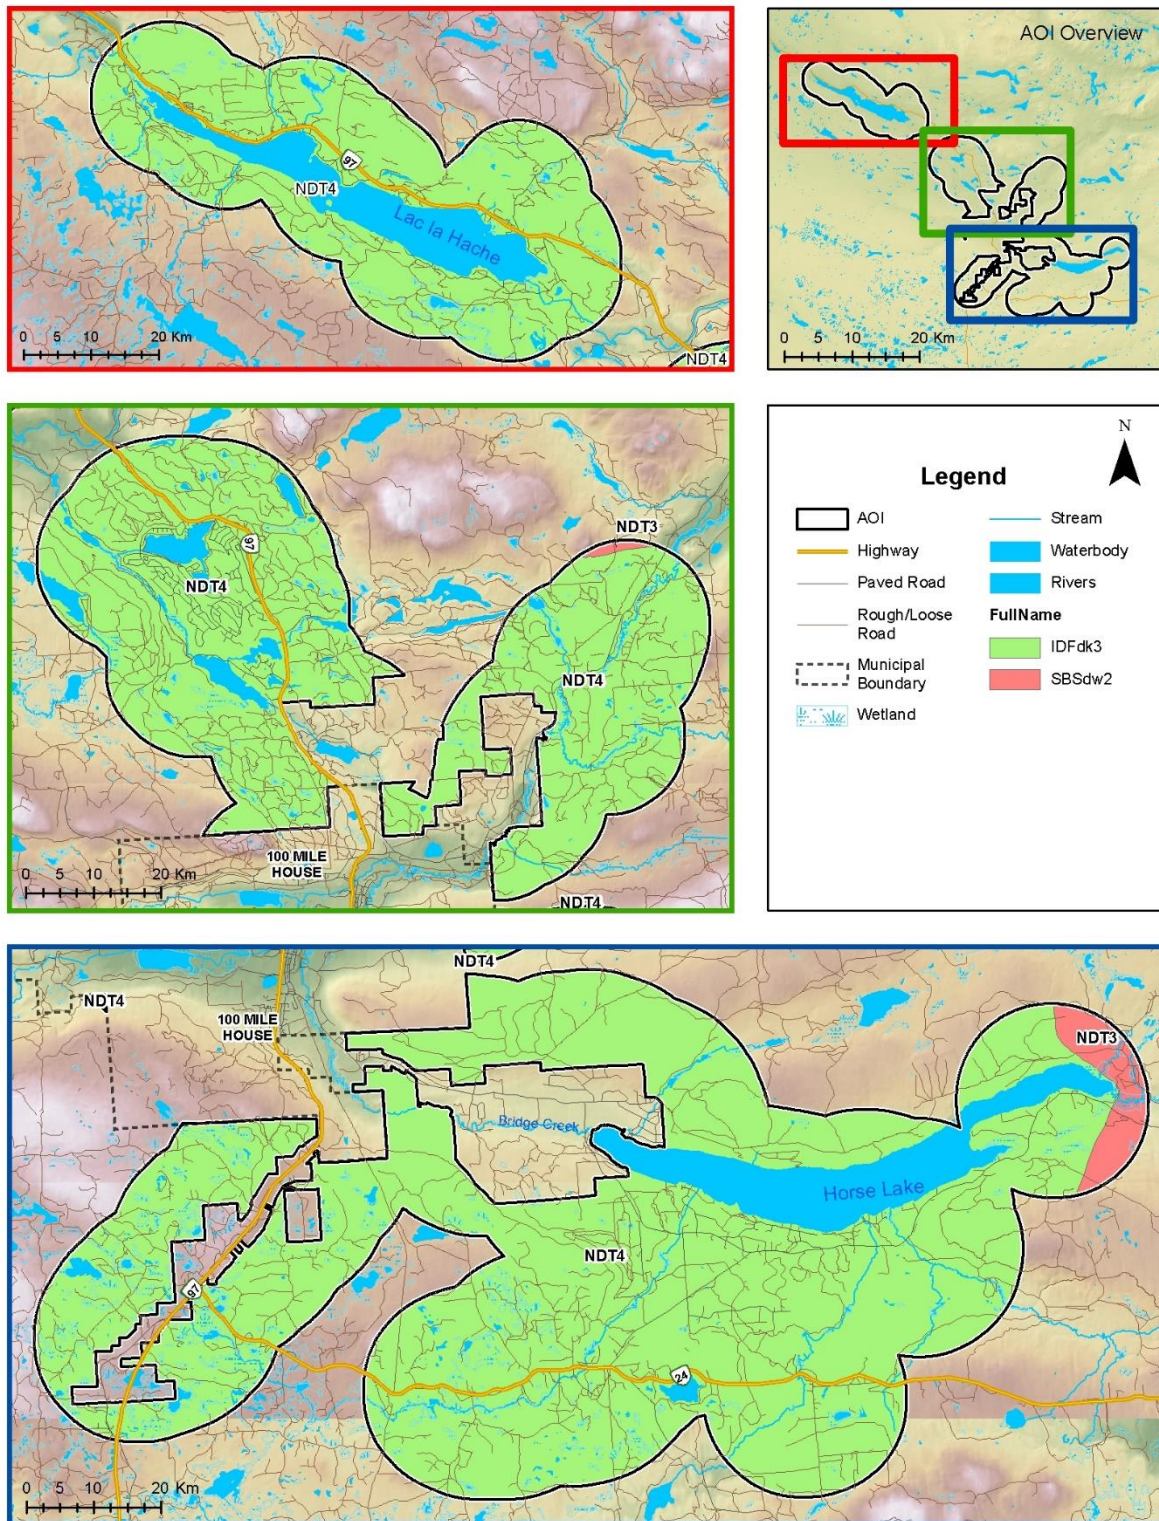 97
NDT4
Lac la Hache
NDT4
0 5 10 20 Km
AOI Overview
0 10 20 Km
NDT3
97
NDT4
NDT4
100 MILE
HOUSE
0 5 10 20 Km
NDT4
N
Legend
AOI
Highway
Paved Road
Rough/Loose
Road
Municipal
Boundary
Wetland
Stream
Waterbody
Rivers
FullName
IDFdk3
SBSdw2
NDT4
NDT4
100 MILE
HOUSE
NDT3
Bridge Creek
Horse Lake
NDT4
97
24
0 5 10 20 Km